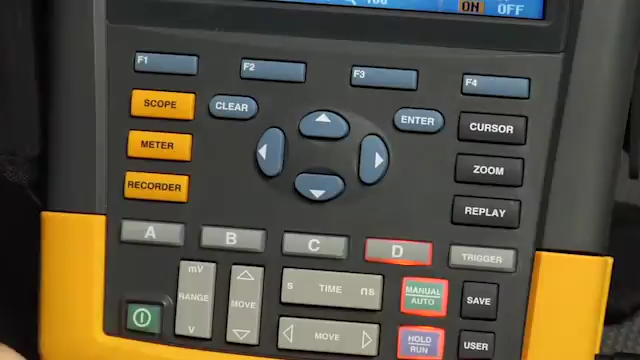 ON OFF
F1
F2
F3
F4
SCOPE
CLEAR
ENTER
CURSOR
METER
ZOOM
RECORDER
REPLAY
A
B
C
D
TRIGGER
mV
RANGE
V
MOVE
s TIME ns
MANUAL
AUTO
SAVE
MOVE
HOLD
RUN
USER